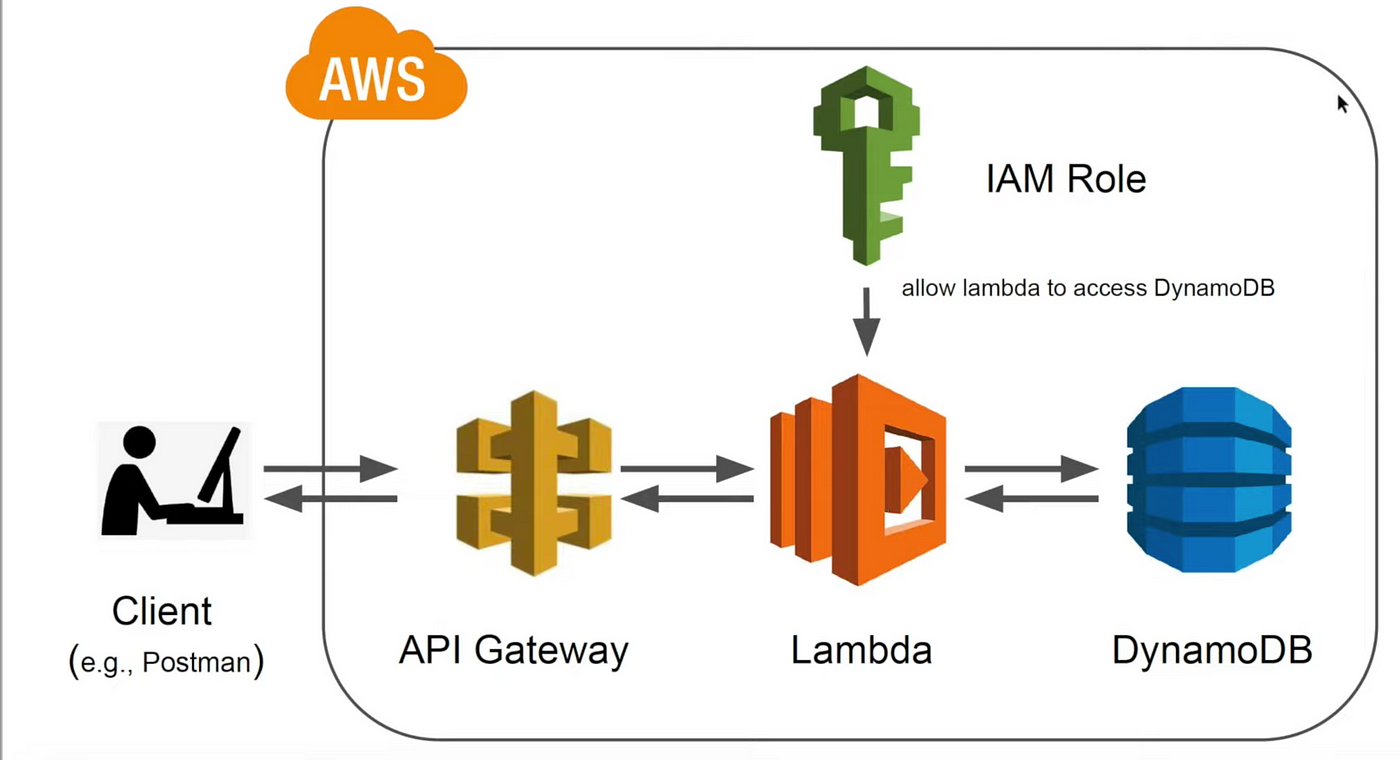 AWS
IAM Role
allow lambda to access DynamoDB
Client
(e.g., Postman)
API Gateway
Lambda
DynamoDB